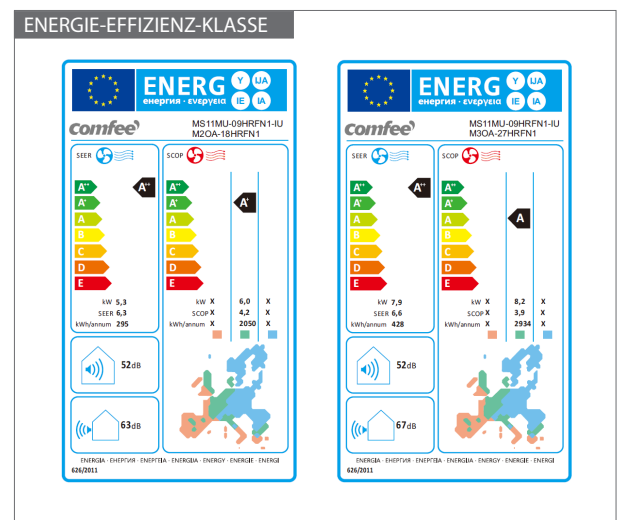 ENERGIE-EFFIZIENZ-KLASSE
ENERG
енергия · ενεργεια
Y IJA
IE IA
comfee'
MS11MU-09HRFN1-IU
M2OA-18HRFN1
SEER
SCOP
A++
A+
A
B
C
D
E
A++
A++
A+
A
B
C
D
E
A+
kW 5,3
SEER 6,3
kWh/annum 295
kW X 6,0 X
SCOP X 4,2 X
kWh/annum X 2050 X
52dB
63dB
ENERGIA · ЕНЕРГИЯ · ΕΝΕΡΓΕΙΑ · ENERGIJA · ENERGY · ENERGIE · ENERGI
626/2011
ENERG
енергия · ενεργεια
Y IJA
IE IA
comfee'
MS11MU-09HRFN1-IU
M3OA-27HRFN1
SEER
SCOP
A++
A+
A
B
C
D
E
A++
A++
A+
A
B
C
D
E
A
kW 7,9
SEER 6,6
kWh/annum 428
kW X 8,2 X
SCOP X 3,9 X
kWh/annum X 2934 X
52dB
67dB
ENERGIA · ЕНЕРГИЯ · ΕΝΕΡΓΕΙΑ · ENERGIJA · ENERGY · ENERGIE · ENERGI
626/2011